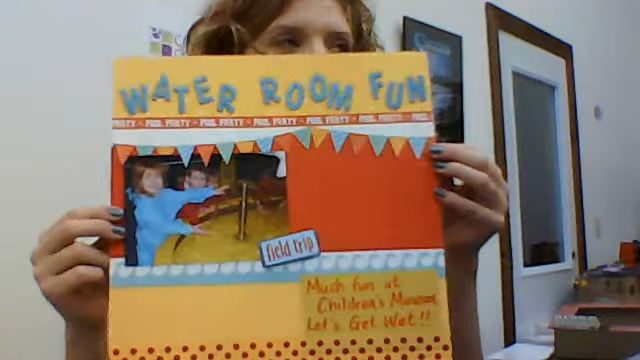 WATER ROOM FUN
PARTY - POOL PARTY - POOL PARTY - POOL PARTY - POOL PARTY - POOL PARTY - POOL
field trip
Much fun at
Children's Museum
Let's Get Wet!!